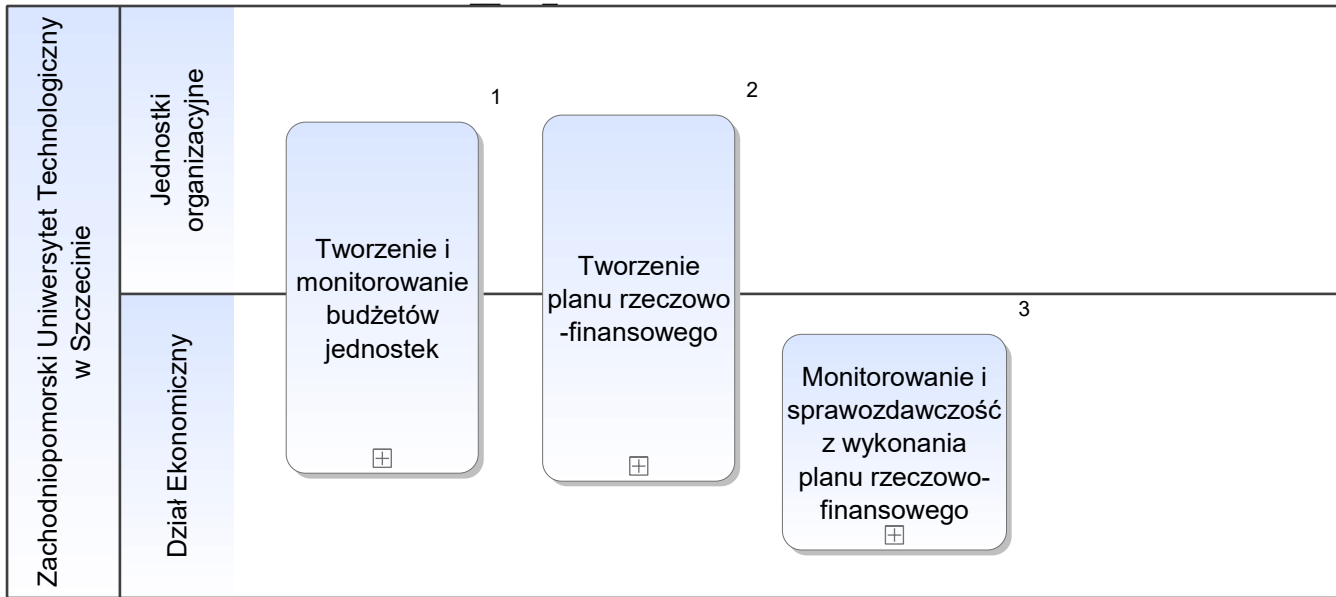 Zachodniopomorski Uniwersytet Technologiczny
w Szczecinie
Jednostki
organizacyjne
Dział Ekonomiczny
1
Tworzenie i
monitorowanie
budżetów
jednostek
2
Tworzenie
planu rzeczowo
-finansowego
3
Monitorowanie i
sprawozdawczość
z wykonania
planu rzeczowo-
finansowego